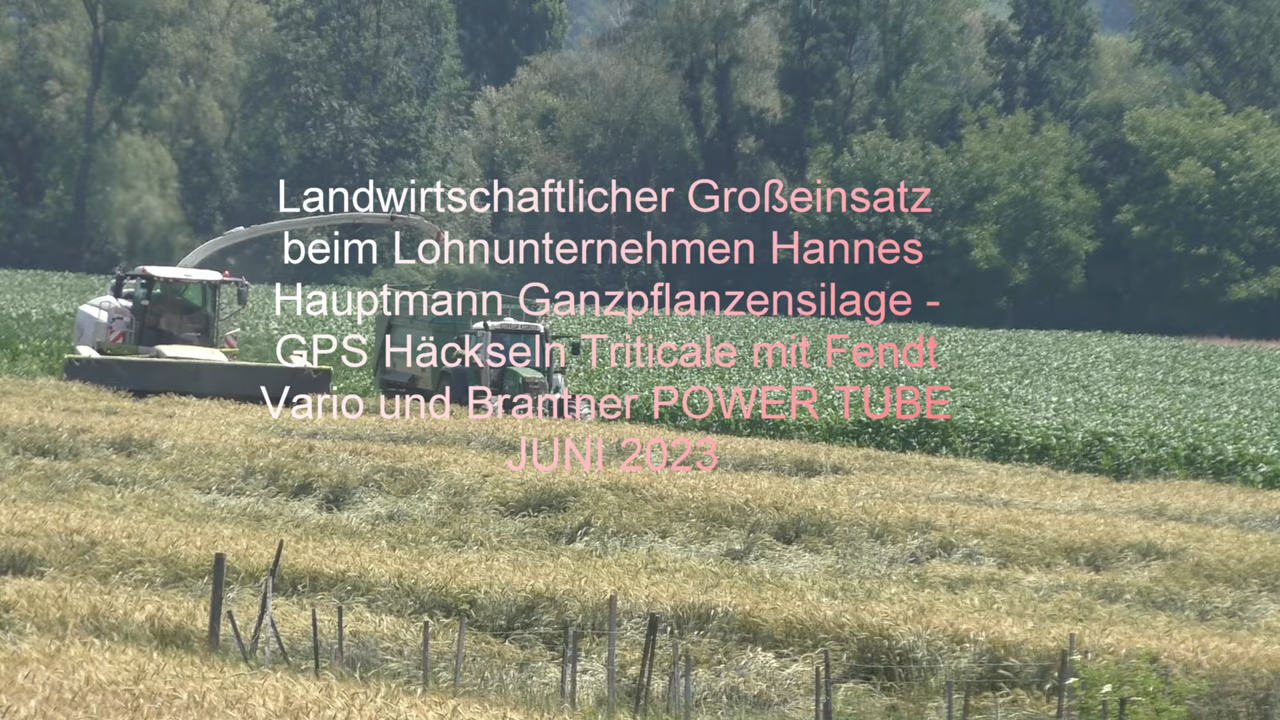 Landwirtschaftlicher Großeinsatz
beim Lohnunternehmen Hannes
Hauptmann Ganzpflanzensilage -
GPS Häckseln Triticale mit Fendt
Vario und Brantner POWER TUBE
JUNI 2023